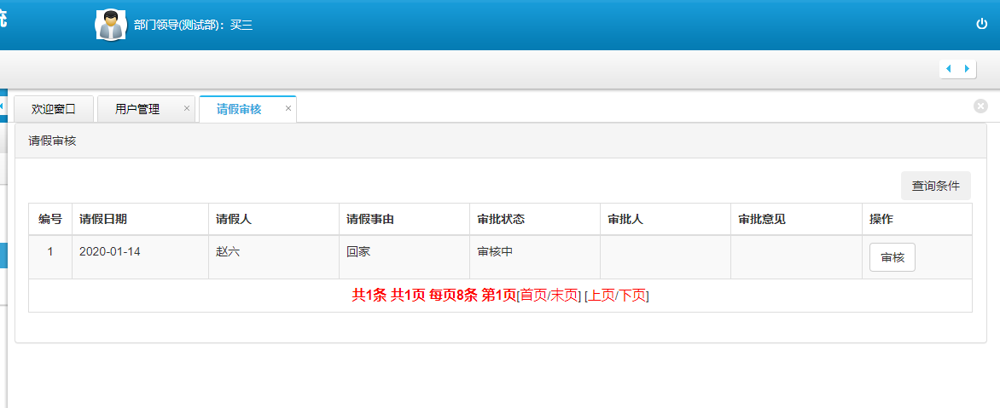 统
部门领导(测试部)：买三
欢迎窗口 用户管理 × 请假审核 ×
请假审核
查询条件
编号 请假日期 请假人 请假事由 审批状态 审批人 审批意见 操作
1 2020-01-14 赵六 回家 审核中 审核
共1条 共1页 每页8条 第1页[首页/末页] [上页/下页]